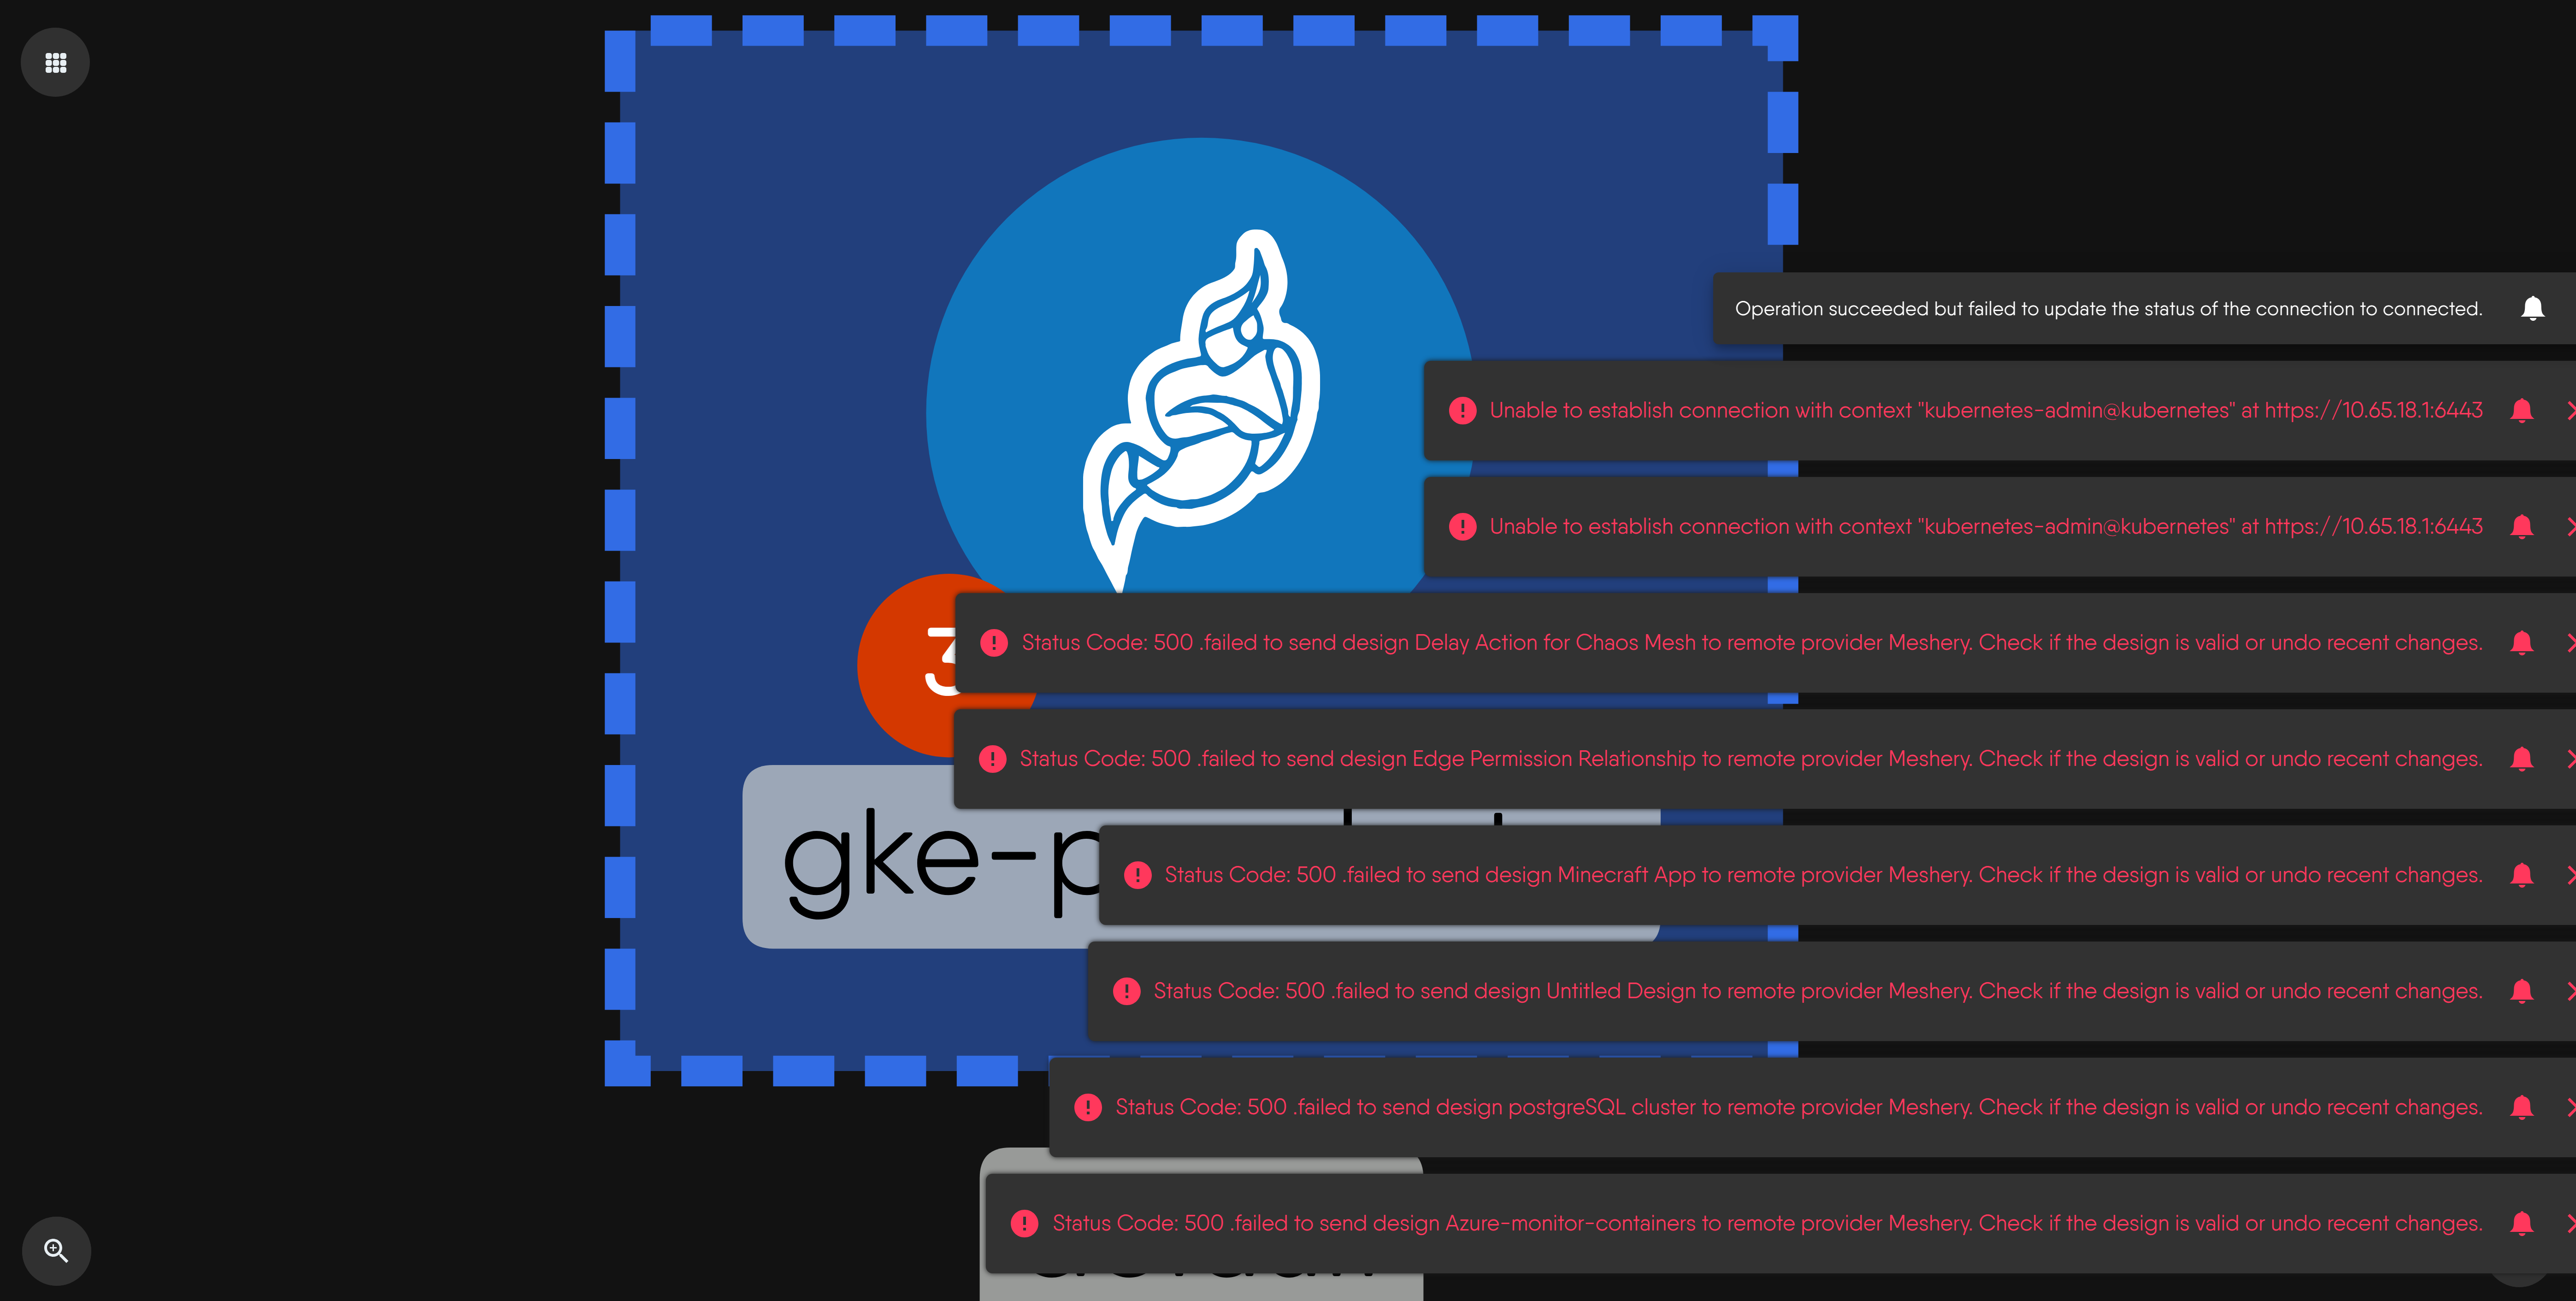 Operation succeeded but failed to update the status of the connection to connected.
Unable to establish connection with context "kubernetes-admin@kubernetes" at https://10.65.18.1:6443
Unable to establish connection with context "kubernetes-admin@kubernetes" at https://10.65.18.1:6443
3
Status Code: 500 .failed to send design Delay Action for Chaos Mesh to remote provider Meshery. Check if the design is valid or undo recent changes.
Status Code: 500 .failed to send design Edge Permission Relationship to remote provider Meshery. Check if the design is valid or undo recent changes.
gke-p
Status Code: 500 .failed to send design Minecraft App to remote provider Meshery. Check if the design is valid or undo recent changes.
Status Code: 500 .failed to send design Untitled Design to remote provider Meshery. Check if the design is valid or undo recent changes.
Status Code: 500 .failed to send design postgreSQL cluster to remote provider Meshery. Check if the design is valid or undo recent changes.
Status Code: 500 .failed to send design Azure-monitor-containers to remote provider Meshery. Check if the design is valid or undo recent changes.